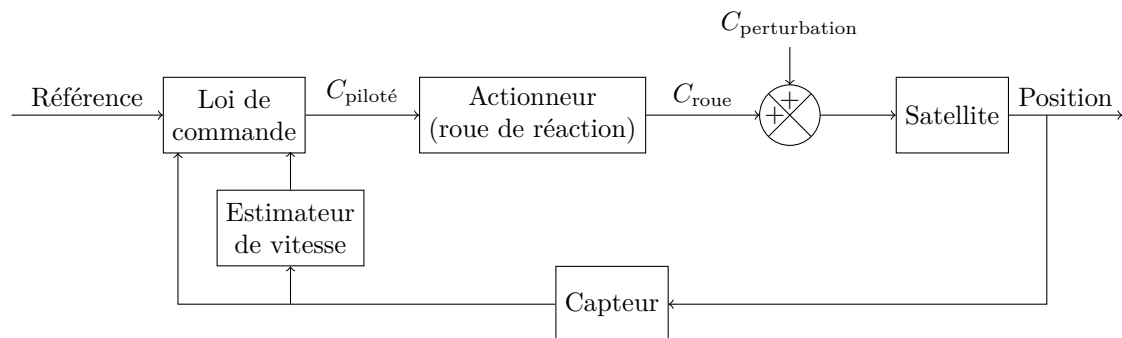 C_perturbation
Référence
Loi de
commande
C_piloté
Actionneur
(roue de réaction)
C_roue
+
+
Satellite
Position
Estimateur
de vitesse
Capteur